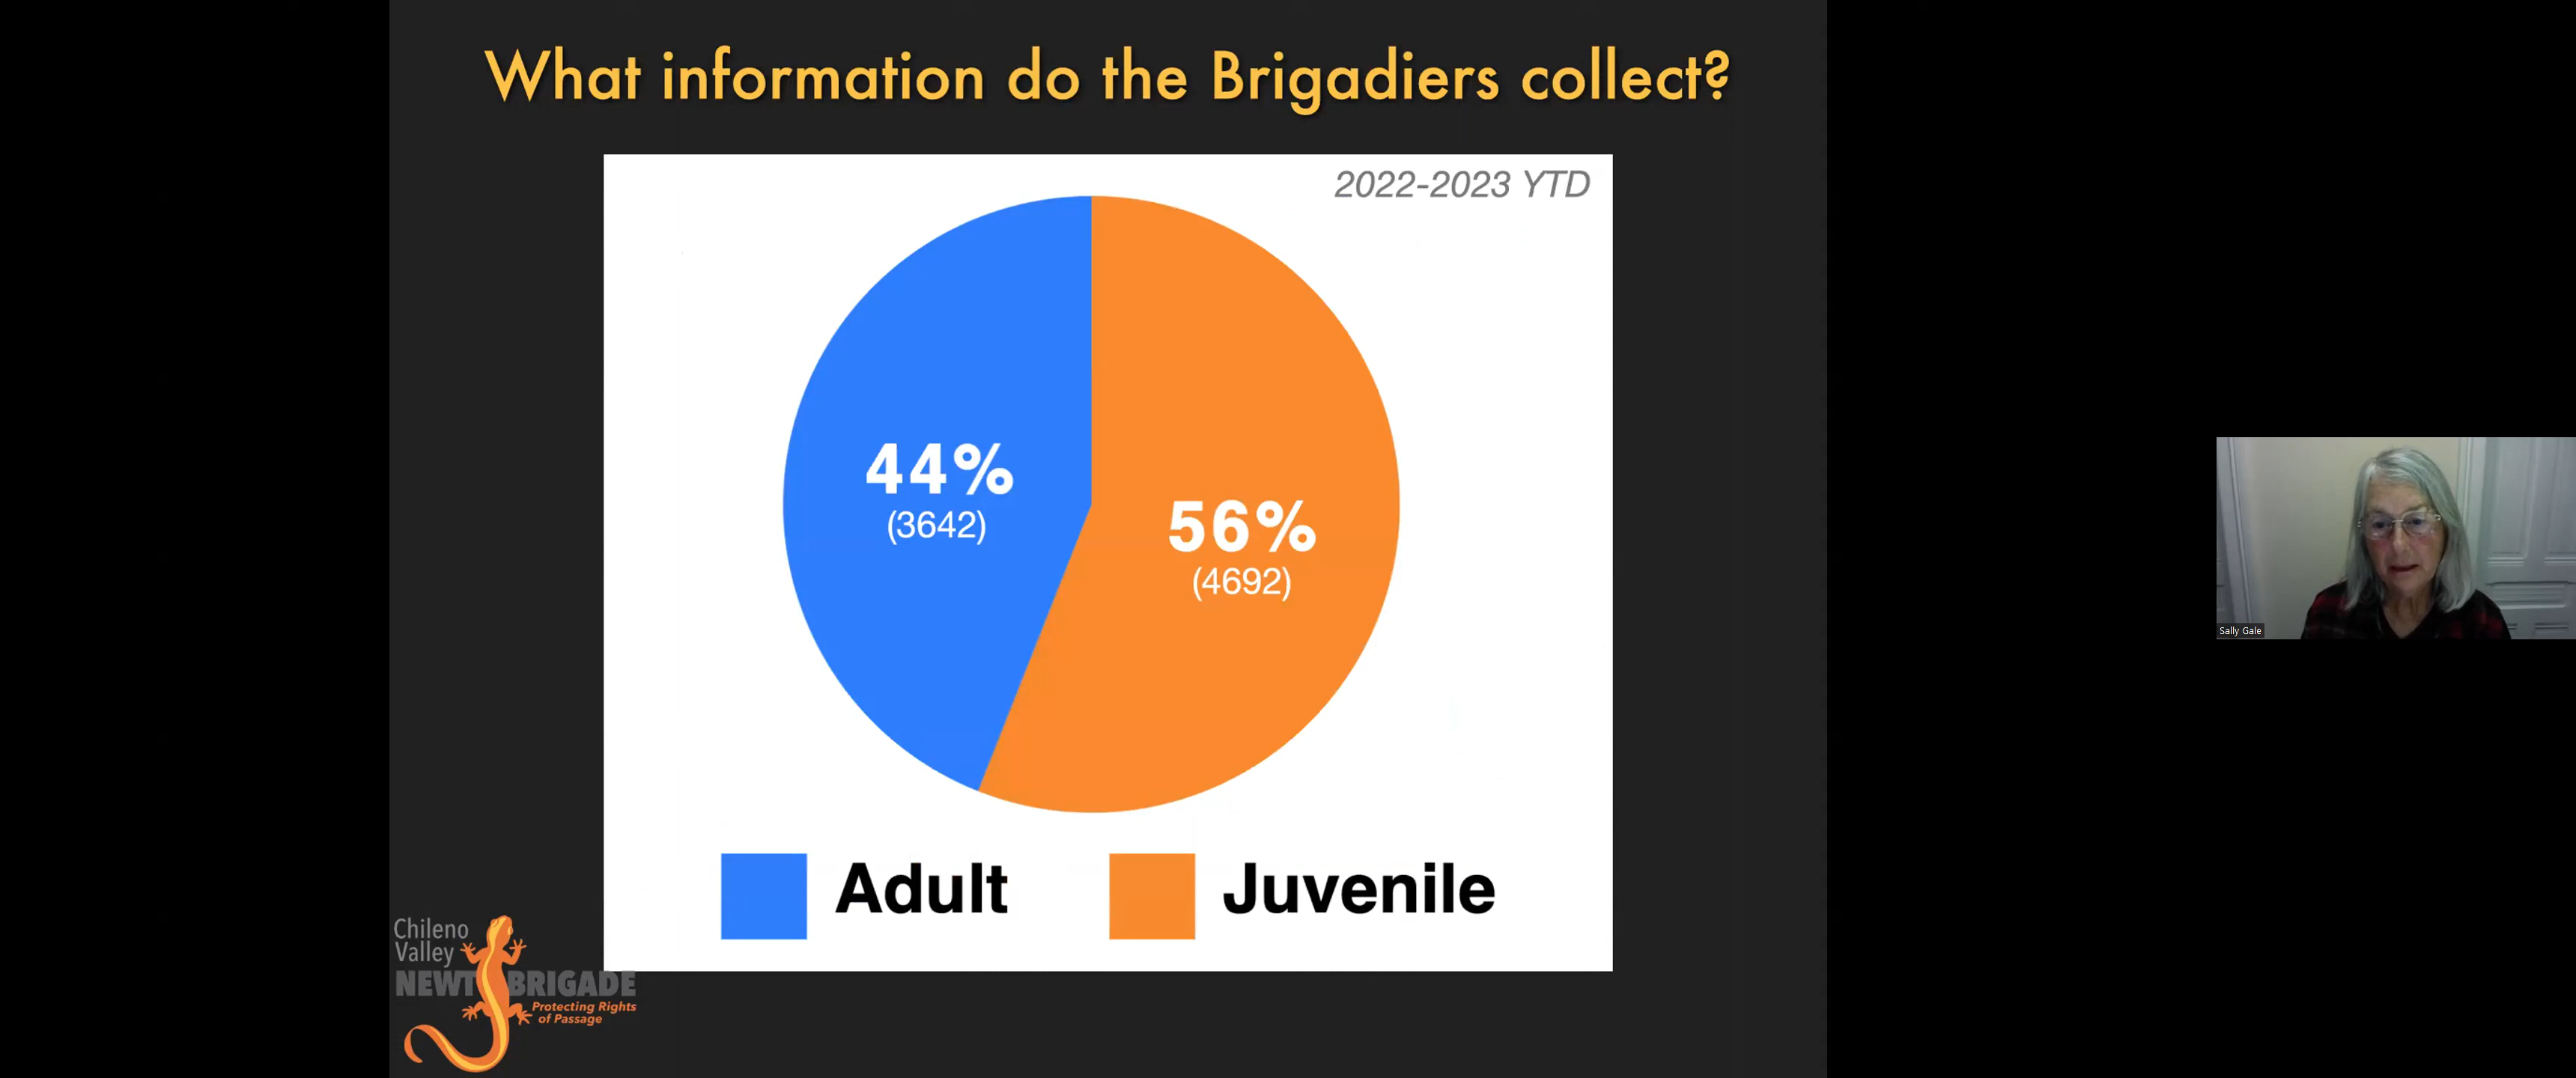 What information do the Brigadiers collect?
2022-2023 YTD
44%
(3642)
56%
(4692)
Adult
Juvenile
Chileno
Valley
NEWT BRIGADE
Protecting Rights
of Passage
Sally Gale